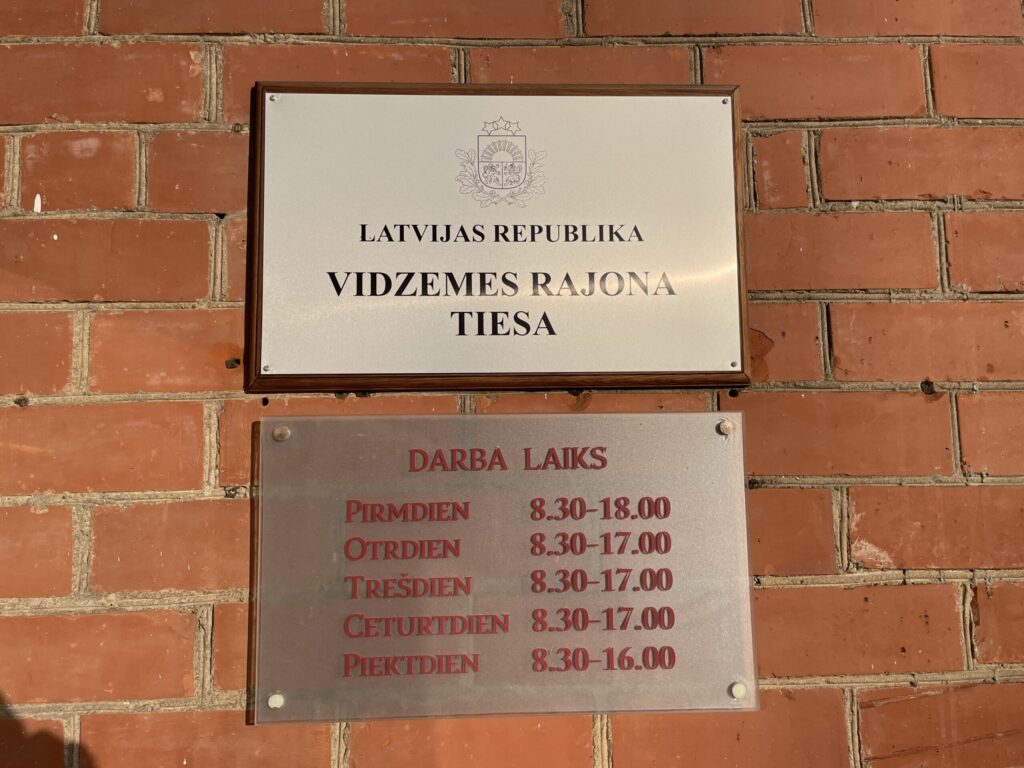 LATVIJAS REPUBLIKA
VIDZEMES RAJONA
TIESA
DARBA LAIKS
PIRMDIEN 8.30-18.00
OTRDIEN 8.30-17.00
TREŠDIEN 8.30-17.00
CETURTDIEN 8.30-17.00
PIEKTDIEN 8.30-16.00